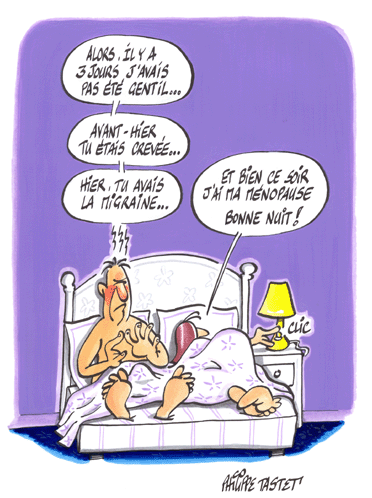 ALORS, IL Y A
3 JOURS J'AVAIS
PAS ÉTÉ GENTIL...
AVANT-HIER
TU ÉTAIS CREVÉE...
HIER, TU AVAIS
LA MIGRAÎNE...
ET BIEN CE SOIR
J'AI MA MÉNOPAUSE
BONNE NUIT!
CLIC
PHILIPPE TASTET